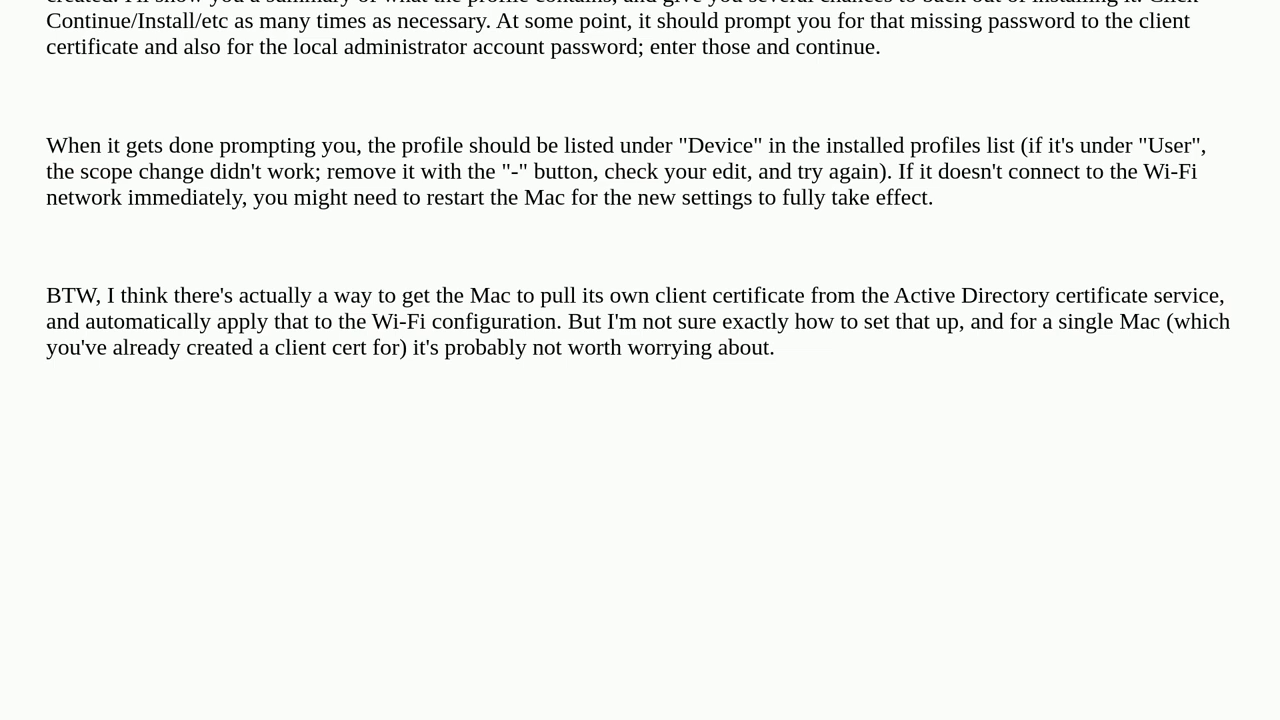 Continue/Install/etc as many times as necessary. At some point, it should prompt you for that missing password to the client
certificate and also for the local administrator account password; enter those and continue.
When it gets done prompting you, the profile should be listed under "Device" in the installed profiles list (if it's under "User",
the scope change didn't work; remove it with the "-" button, check your edit, and try again). If it doesn't connect to the Wi-Fi
network immediately, you might need to restart the Mac for the new settings to fully take effect.
BTW, I think there's actually a way to get the Mac to pull its own client certificate from the Active Directory certificate service,
and automatically apply that to the Wi-Fi configuration. But I'm not sure exactly how to set that up, and for a single Mac (which
you've already created a client cert for) it's probably not worth worrying about.